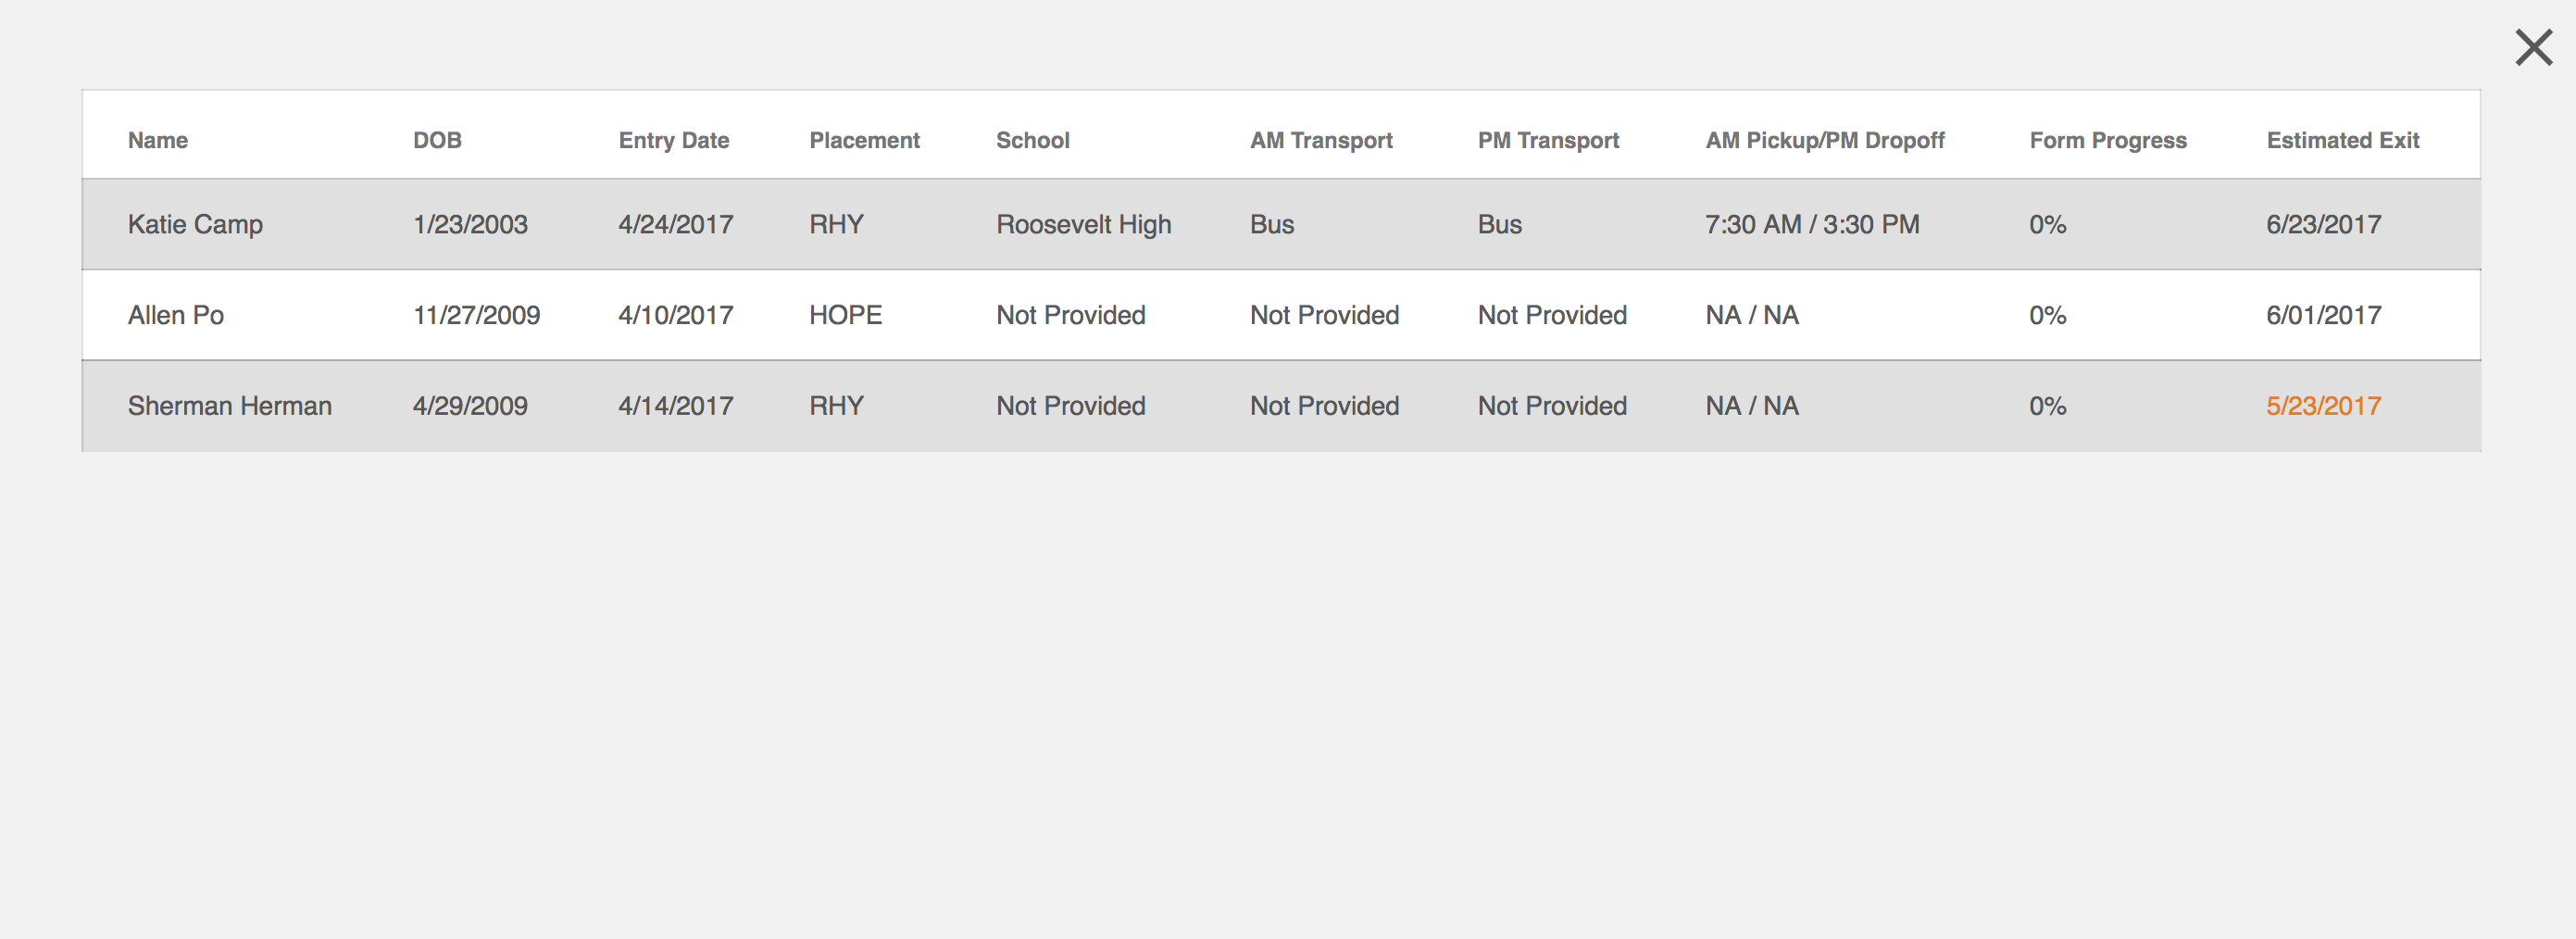 Name DOB Entry Date Placement School AM Transport PM Transport AM Pickup/PM Dropoff Form Progress Estimated Exit
Katie Camp 1/23/2003 4/24/2017 RHY Roosevelt High Bus Bus 7:30 AM / 3:30 PM 0% 6/23/2017
Allen Po 11/27/2009 4/10/2017 HOPE Not Provided Not Provided Not Provided NA / NA 0% 6/01/2017
Sherman Herman 4/29/2009 4/14/2017 RHY Not Provided Not Provided Not Provided NA / NA 0% 5/23/2017